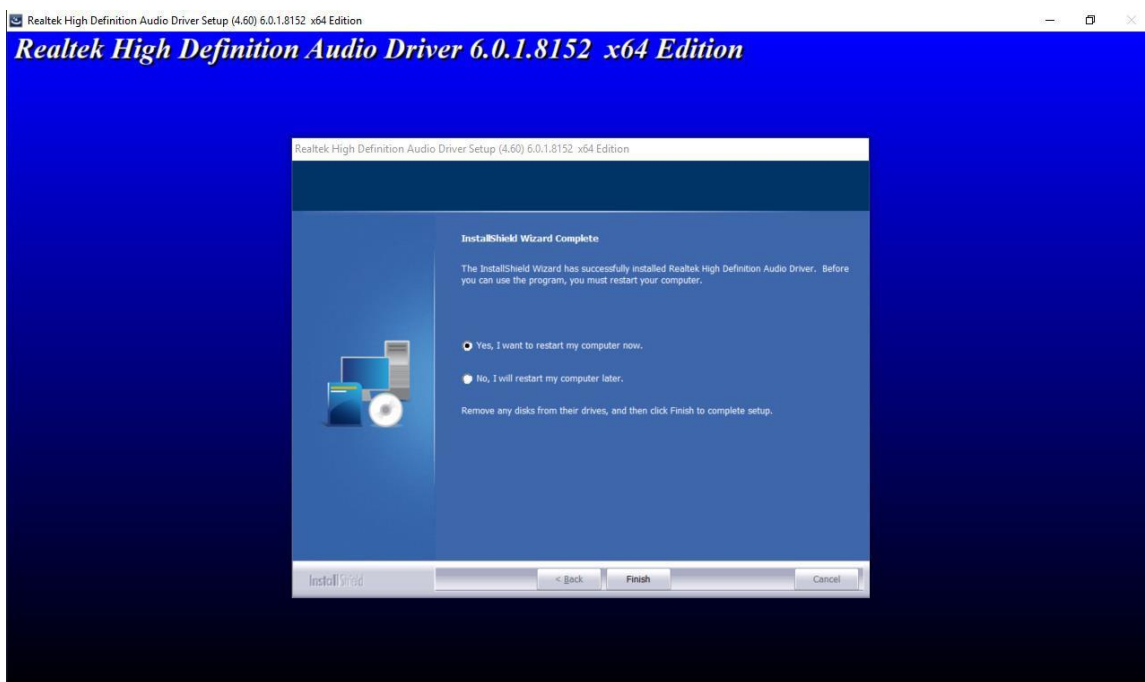 Realtek High Definition Audio Driver Setup (4.60) 6.0.1.8152 x64 Edition
Realtek High Definition Audio Driver 6.0.1.8152 x64 Edition
Realtek High Definition Audio Driver Setup (4.60) 6.0.1.8152 x64 Edition
InstallShield Wizard Complete
The InstallShield Wizard has successfully installed Realtek High Definition Audio Driver. Before
you can use the program, you must restart your computer.
Yes, I want to restart my computer now.
No, I will restart my computer later.
Remove any disks from their drives, and then click Finish to complete setup.
InstallShield
< Back
Finish
Cancel